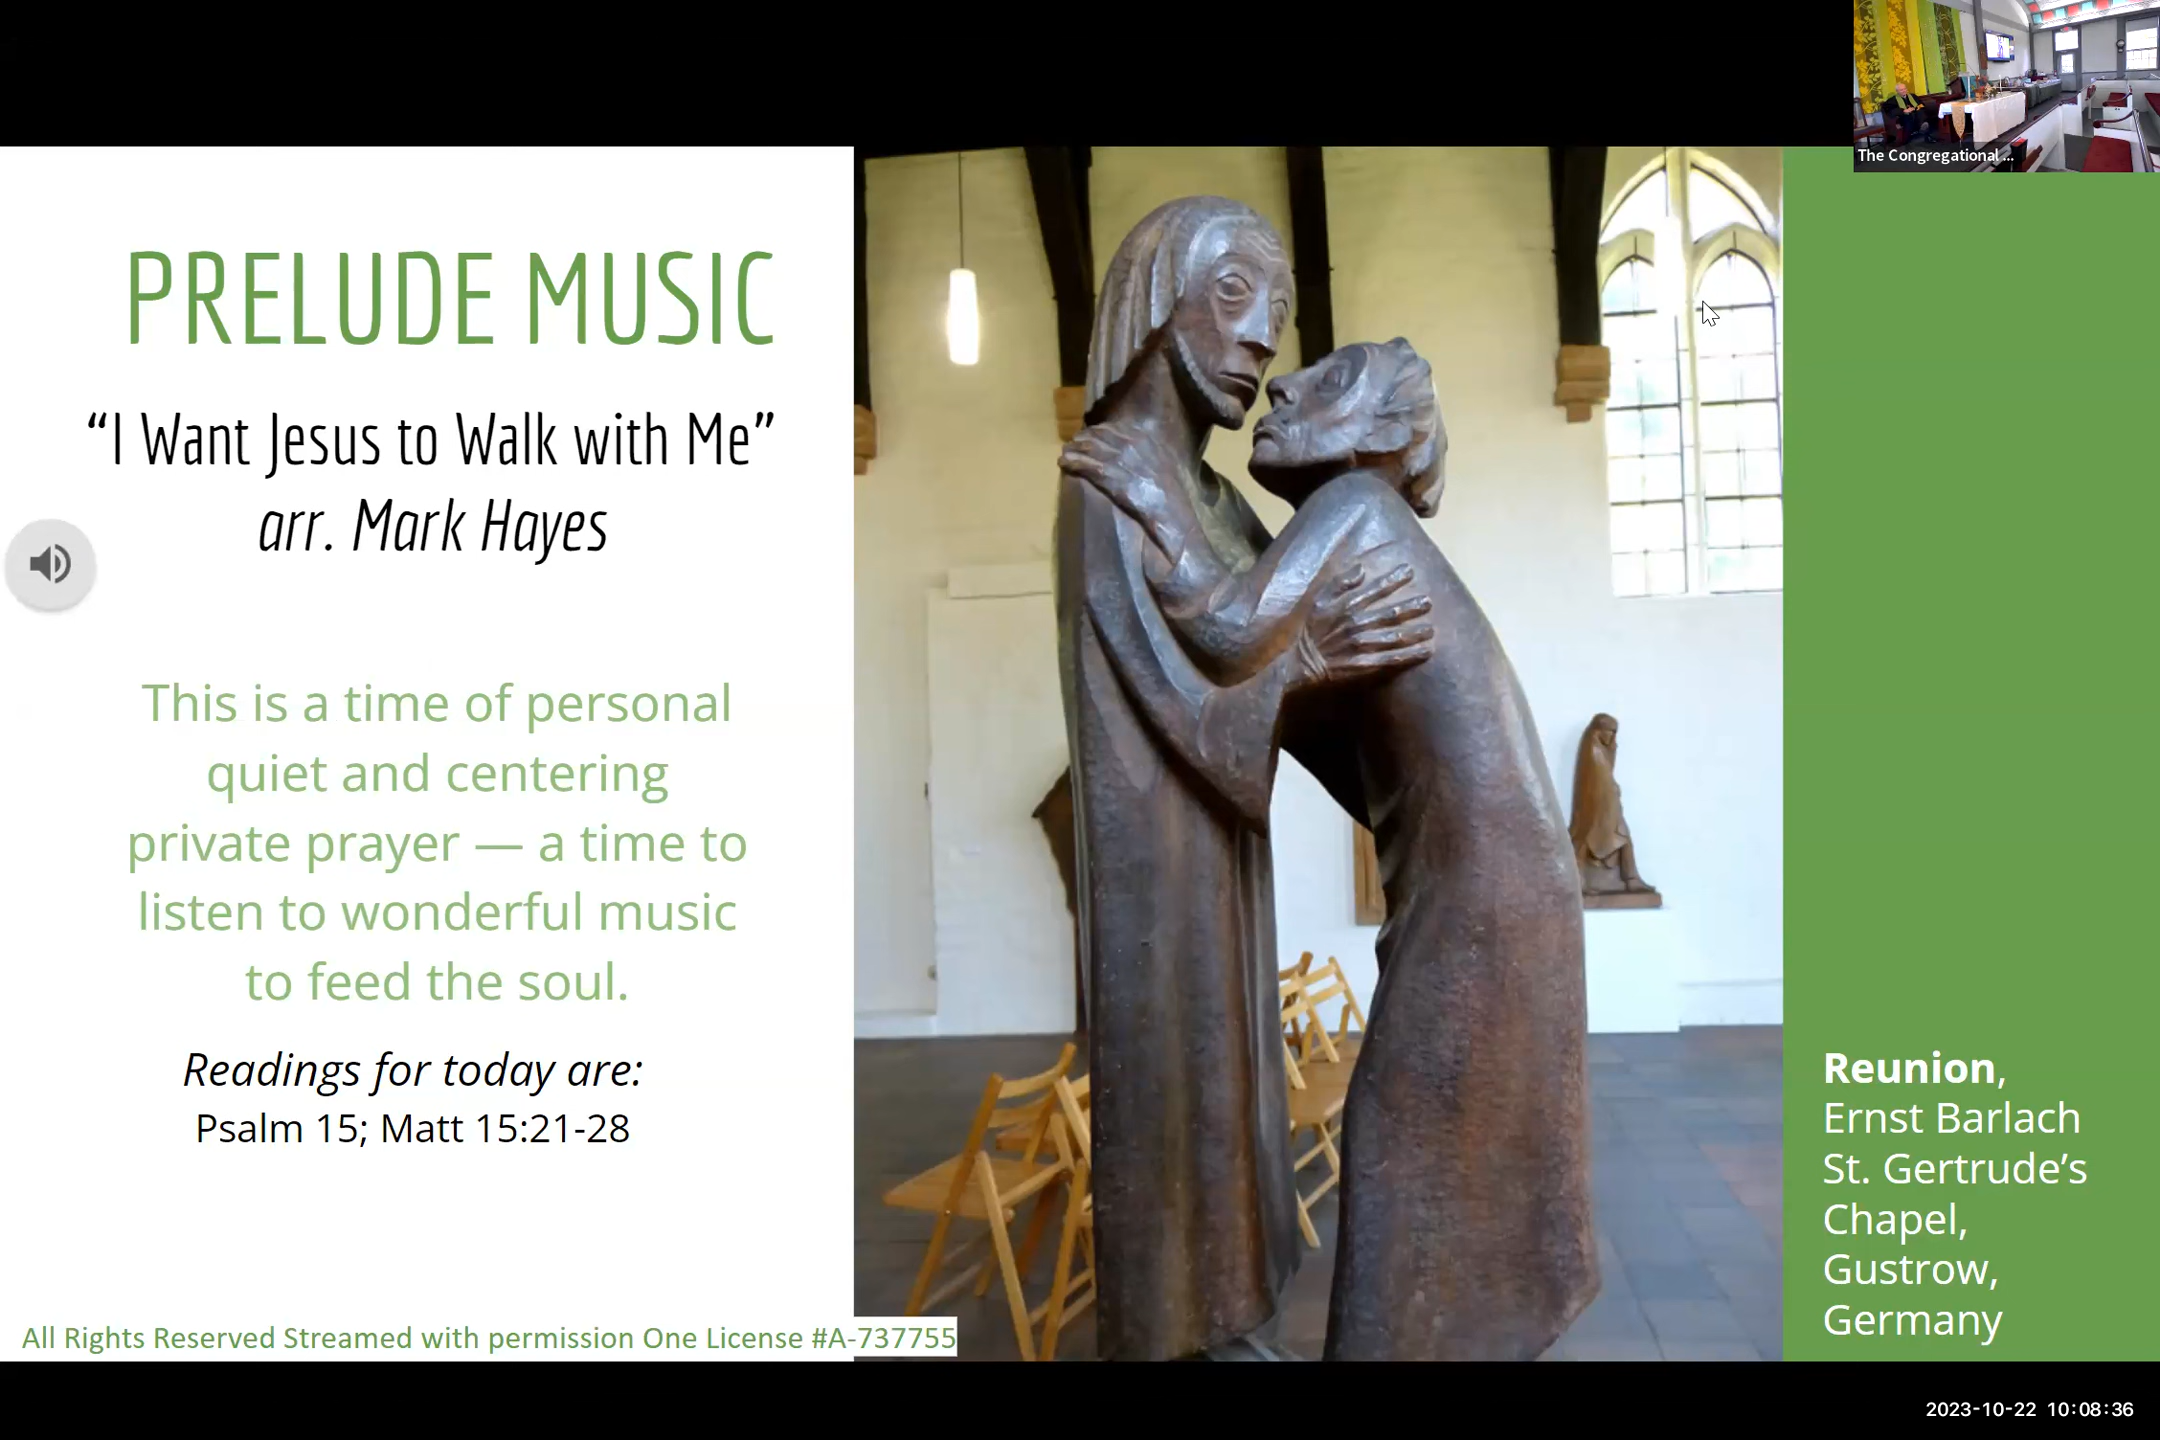 The Congregational ...
PRELUDE MUSIC
“I Want Jesus to Walk with Me”
arr. Mark Hayes
This is a time of personal
quiet and centering
private prayer — a time to
listen to wonderful music
to feed the soul.
Readings for today are:
Psalm 15; Matt 15:21-28
All Rights Reserved Streamed with permission One License #A-737755
Reunion,
Ernst Barlach
St. Gertrude’s
Chapel,
Gustrow,
Germany
2023-10-22 10:08:36